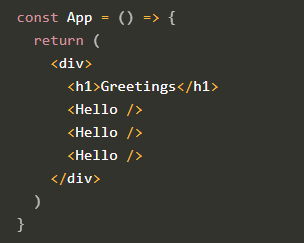 const App = () => {
  return (
    <div>
      <h1>Greetings</h1>
      <Hello />
      <Hello />
      <Hello />
    </div>
  )
}